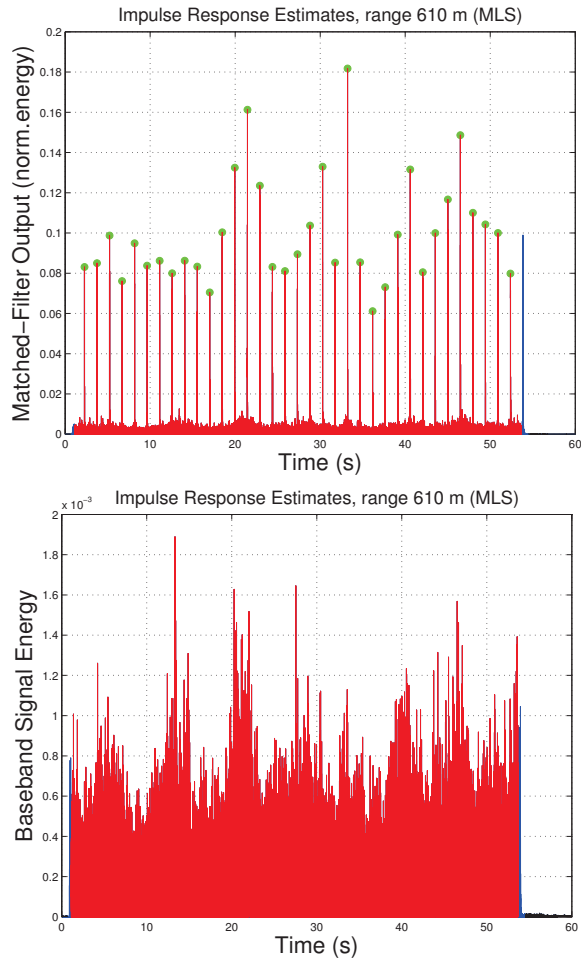 Impulse Response Estimates, range 610 m (MLS)
Matched−Filter Output (norm.energy)
0.2
0.18
0.16
0.14
0.12
0.1
0.08
0.06
0.04
0.02
0
0 10 20 30 40 50 60
Time (s)
Impulse Response Estimates, range 610 m (MLS)
x 10⁻³
Baseband Signal Energy
2
1.8
1.6
1.4
1.2
1
0.8
0.6
0.4
0.2
0
0 10 20 30 40 50 60
Time (s)